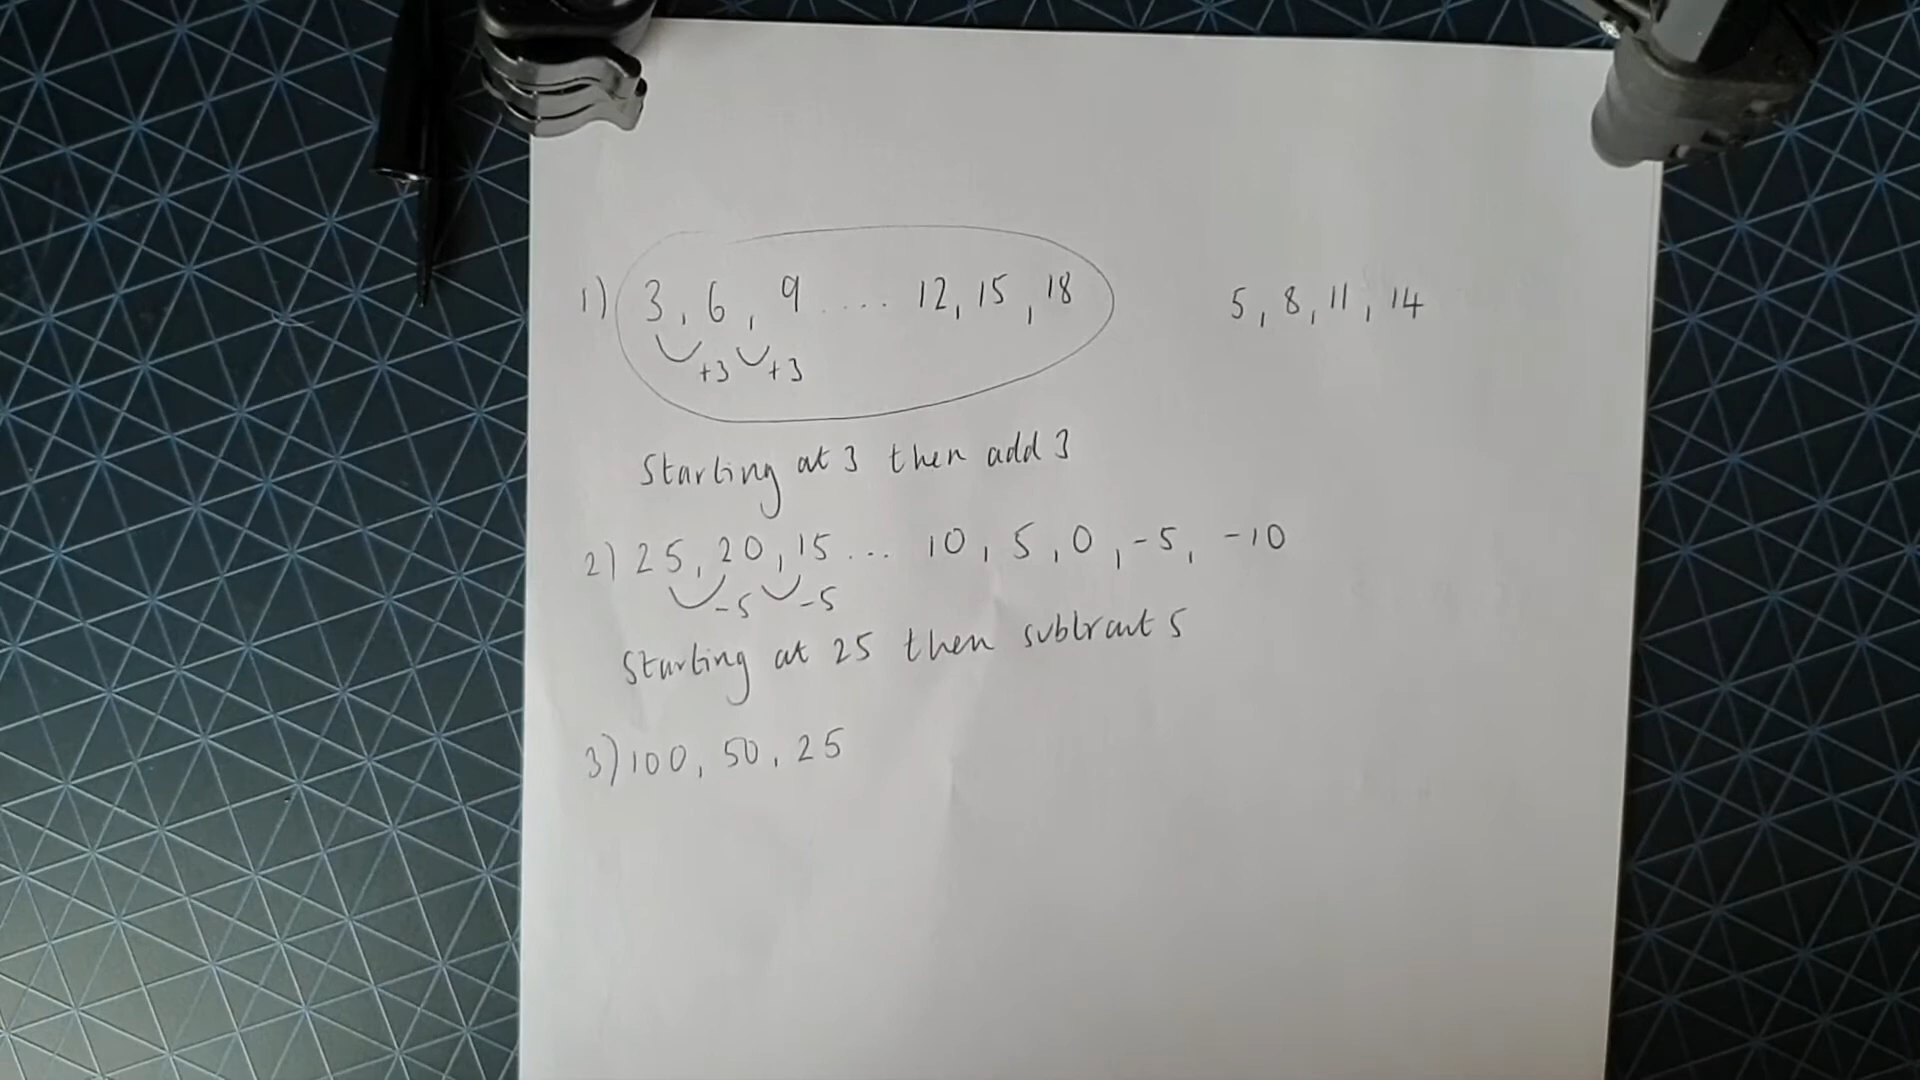 1) 3, 6, 9 .... 12, 15, 18 5, 8, 11, 14
+3 +3
Starting at 3 then add 3
2) 25, 20, 15 ... 10, 5, 0, -5, -10
-5 -5
Starting at 25 then subtract 5
3) 100, 50, 25